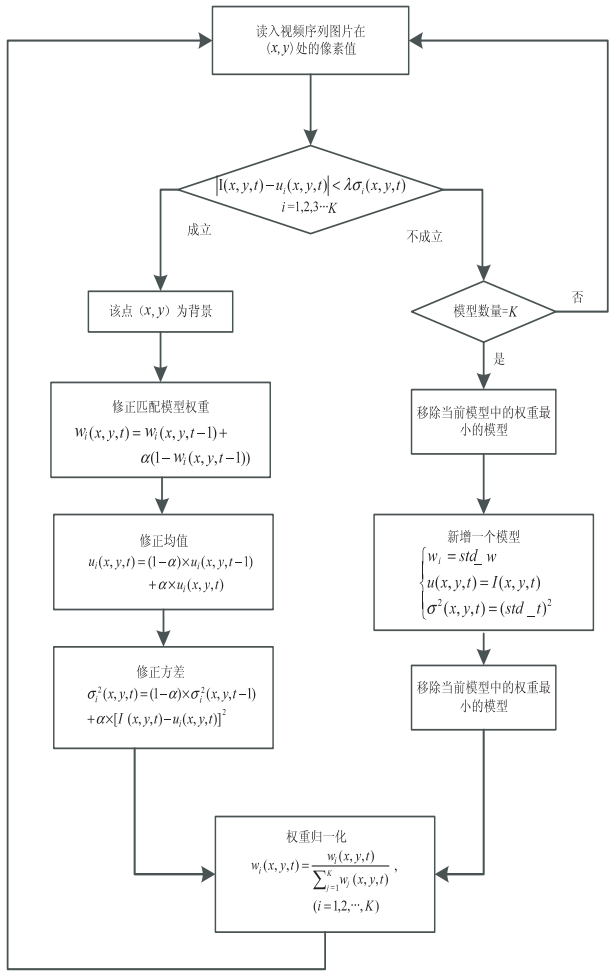 读入视频序列图片在
(x,y)处的像素值
|I(x,y,t)-u_i(x,y,t)|<λσ_i(x,y,t)
i=1,2,3···K
成立
不成立
该点（x,y）为背景
模型数量=K
否
是
修正匹配模型权重
w_i(x,y,t)=w_i(x,y,t-1)+
α(1-w_i(x,y,t-1))
移除当前模型中的权重最
小的模型
修正均值
u_i(x,y,t)=(1-α)×u_i(x,y,t-1)
+α×u_i(x,y,t)
新增一个模型
w_i=std_w
u(x,y,t)=I(x,y,t)
σ²(x,y,t)=(std_t)²
修正方差
σ_i²(x,y,t)=(1-α)×σ_i²(x,y,t-1)
+α×[I (x,y,t)-u_i(x,y,t)]²
移除当前模型中的权重最
小的模型
权重归一化
w_i(x,y,t)=w_i(x,y,t)/∑_{j=1}^{K}w_j(x,y,t),
(i=1,2,···,K)